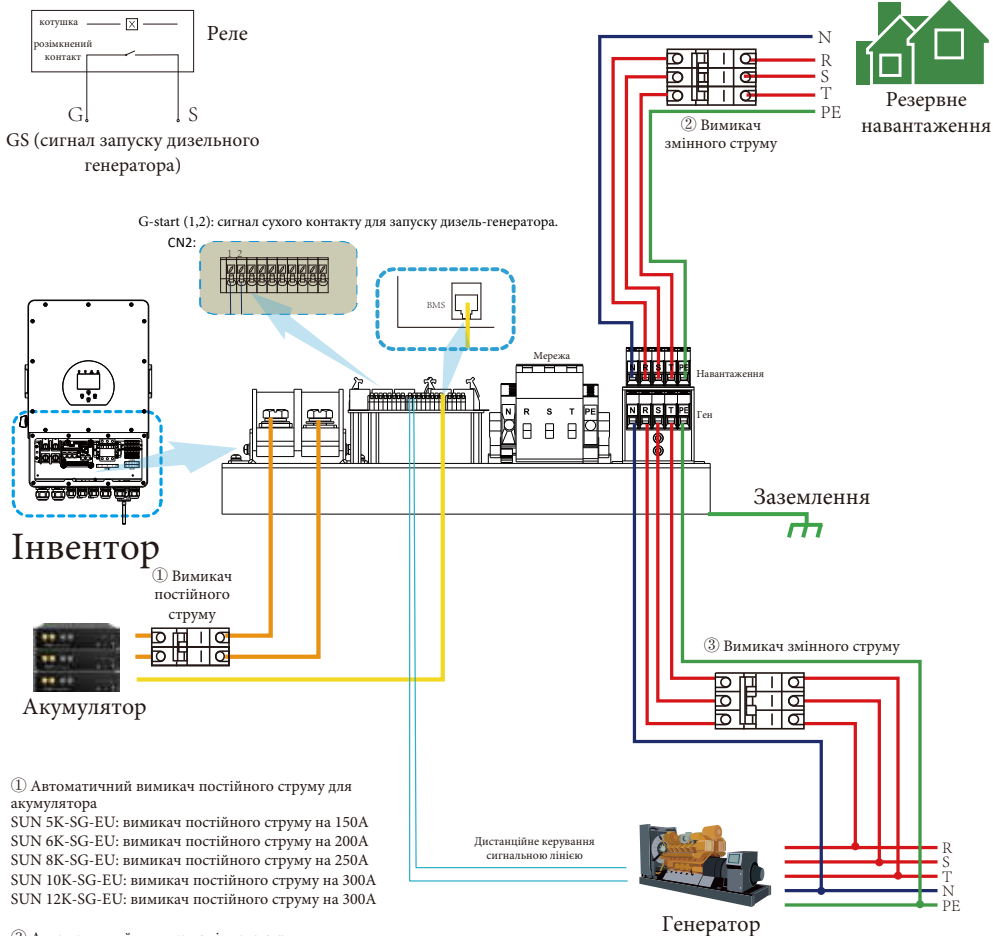 котушка
розімкнений
контакт
Реле
G
S
GS (сигнал запуску дизельного
генератора)
N
R
S
T
PE
Резервне
навантаження
② Вимикач
змінного струму
G-start (1,2): сигнал сухого контакту для запуску дизель-генератора.
CN2:
1 2
BMS
Мережа
N R S T PE
N R S T PE
Навантаження
N R S T PE
Ген
Заземлення
Інвентор
① Вимикач
постійного
струму
Акумулятор
③ Вимикач змінного струму
① Автоматичний вимикач постійного струму для
акумулятора
SUN 5K-SG-EU: вимикач постійного струму на 150A
SUN 6K-SG-EU: вимикач постійного струму на 200A
SUN 8K-SG-EU: вимикач постійного струму на 250A
SUN 10K-SG-EU: вимикач постійного струму на 300A
SUN 12K-SG-EU: вимикач постійного струму на 300A
Дистанційне керування
сигнальною лінією
Генератор
R
S
T
N
PE